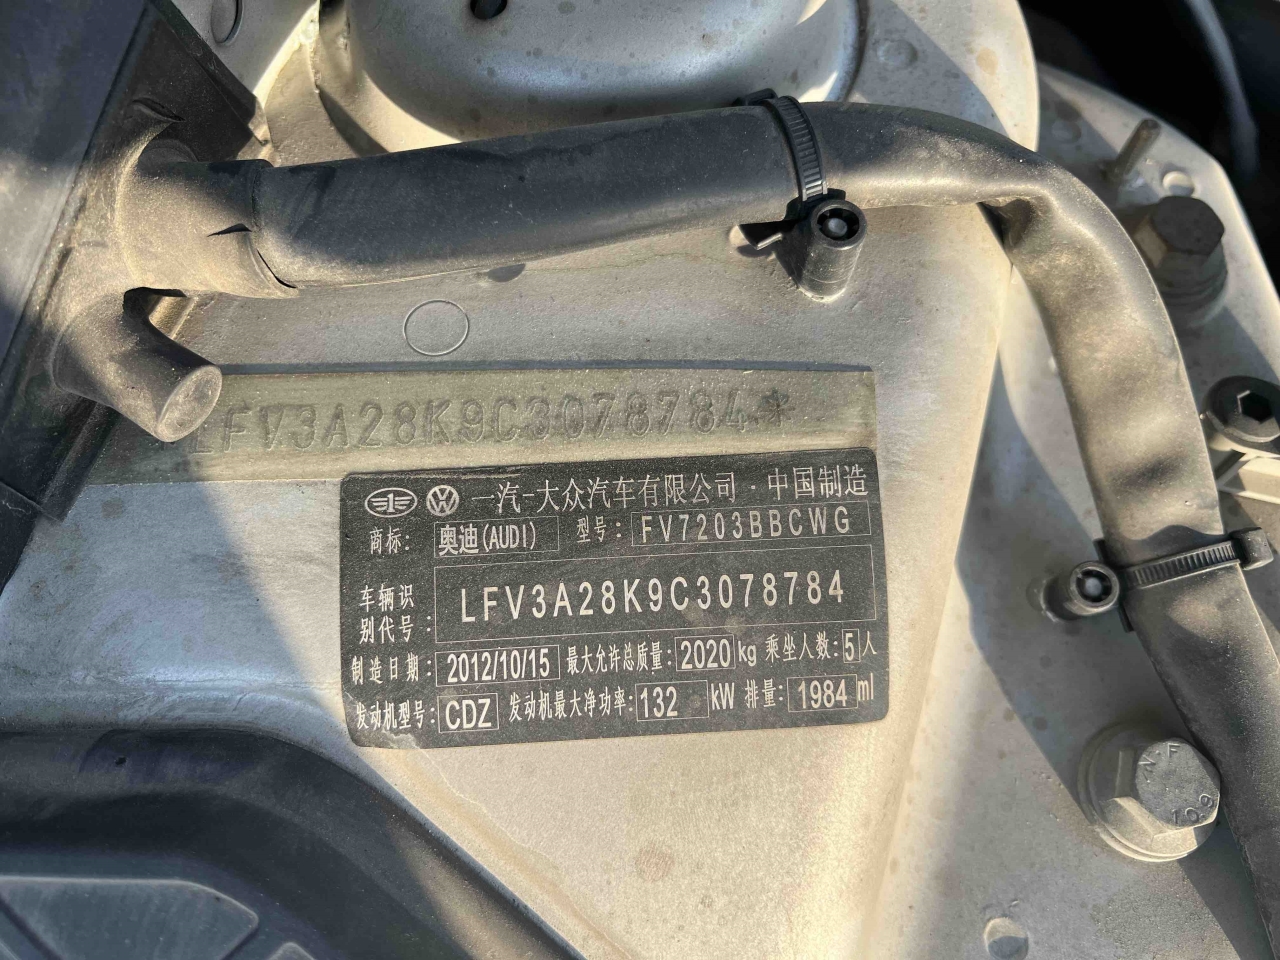 LFV3A28K9C3078784*
一汽-大众汽车有限公司·中国制造
商标: 奥迪(AUDI) 型号: FV7203BBCWG
车辆识别代号: LFV3A28K9C3078784
制造日期: 2012/10/15 最大允许总质量: 2020 kg 乘坐人数: 5 人
发动机型号: CDZ 发动机最大净功率: 132 kW 排量: 1984 ml
N.F
109